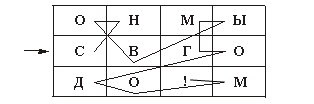 О Н М Ы
С В Г О
Д О ! М